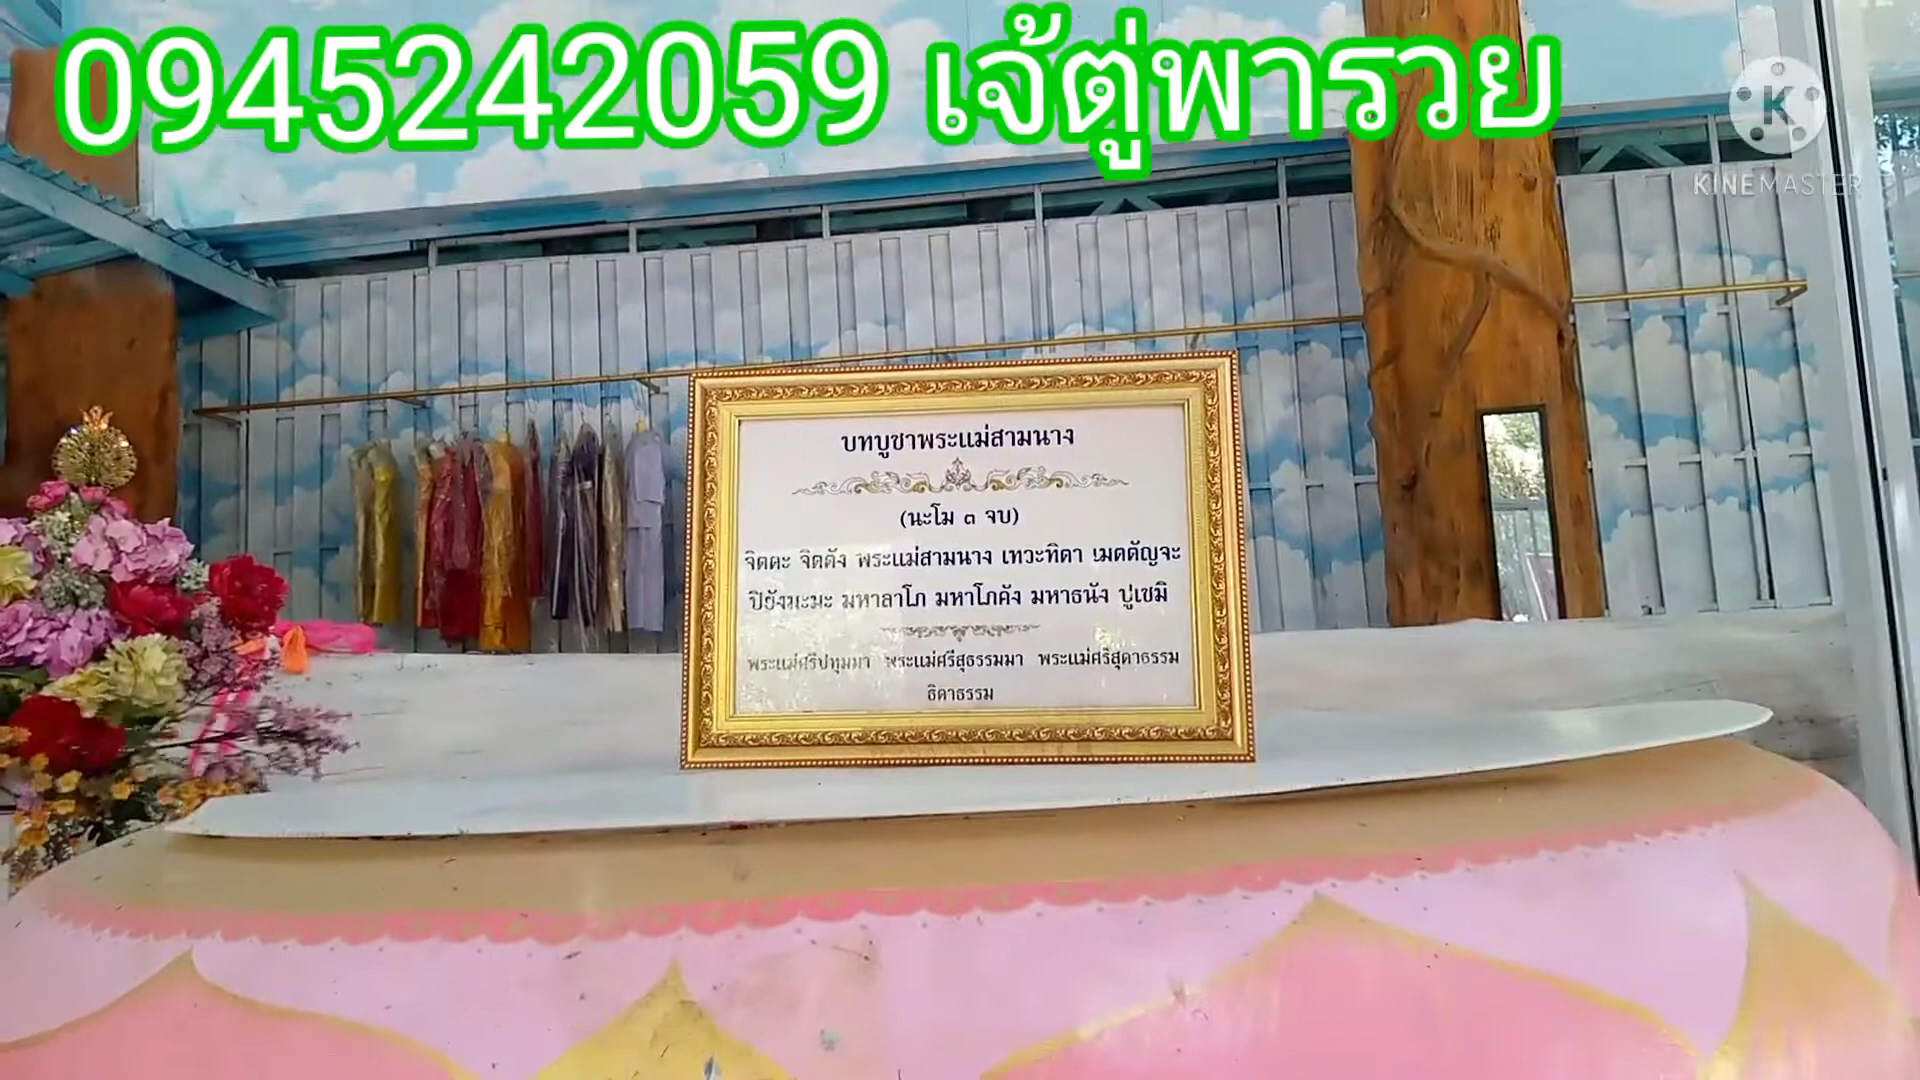 0945242059 เจ้ตู่พารวย
KINEMASTER
บทบูชาพระแม่สามนาง
(นะโม ๓ จบ)
จิตตะ จิตตัง พระแม่สามนาง เทวะทิดา เมตตัญจะ
ปิยังมะมะ มหาลาโภ มหาโภคัง มหาธนัง ปูเชมิ
พระแม่ศรีปทุมมา พระแม่ศรีสุธรรมมา พระแม่ศรีสุดาธรรม
ธิดาธรรม